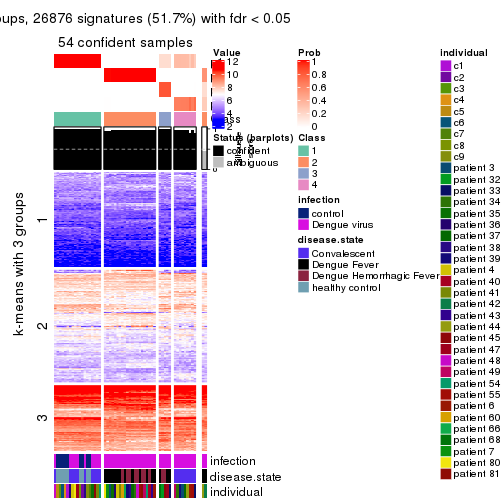 oups, 26876 signatures (51.7%) with fdr < 0.05
54 confident samples
k-means with 3 groups
1
2
3
infection
disease.state
individual
Value
12
10
8
6
4
2
Status (barplots)
confident
ambiguous
Prob
1
0.8
0.6
0.4
0.2
0
Class
1
2
3
4
infection
control
Dengue virus
disease.state
Convalescent
Dengue Fever
Dengue Hemorrhagic Fever
healthy control
individual
c1
c2
c3
c4
c5
c6
c7
c8
c9
patient 3
patient 32
patient 33
patient 34
patient 35
patient 36
patient 37
patient 38
patient 39
patient 4
patient 40
patient 41
patient 42
patient 43
patient 44
patient 45
patient 47
patient 48
patient 49
patient 54
patient 55
patient 6
patient 60
patient 66
patient 68
patient 7
patient 80
patient 81